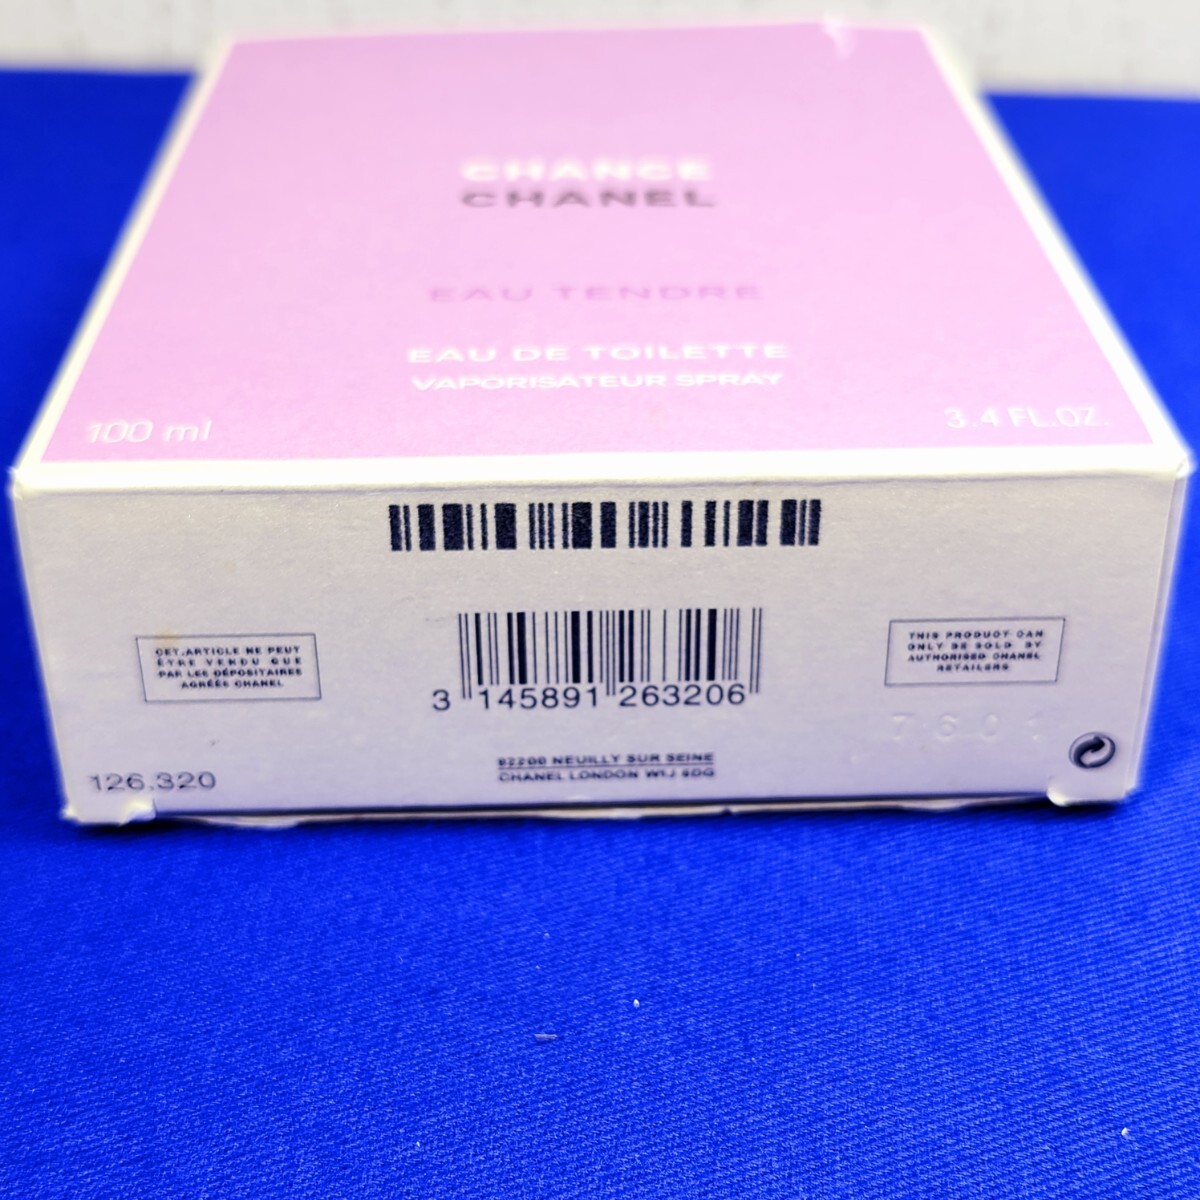 CHANCE
CHANEL
EAU TENDRE
EAU DE TOILETTE
VAPORISATEUR SPRAY
100 ml
3.4 FL.OZ.
CET ARTICLE NE PEUT
ÊTRE VENDU QUE
PAR LES DÉPOSITAIRES
AGRÉÉS CHANEL
THIS PRODUCT CAN
ONLY BE SOLD BY
AUTHORISED CHANEL
RETAILERS
3 145891 263206
7601
126.320
92200 NEUILLY SUR SEINE
CHANEL LONDON W1J 6DG